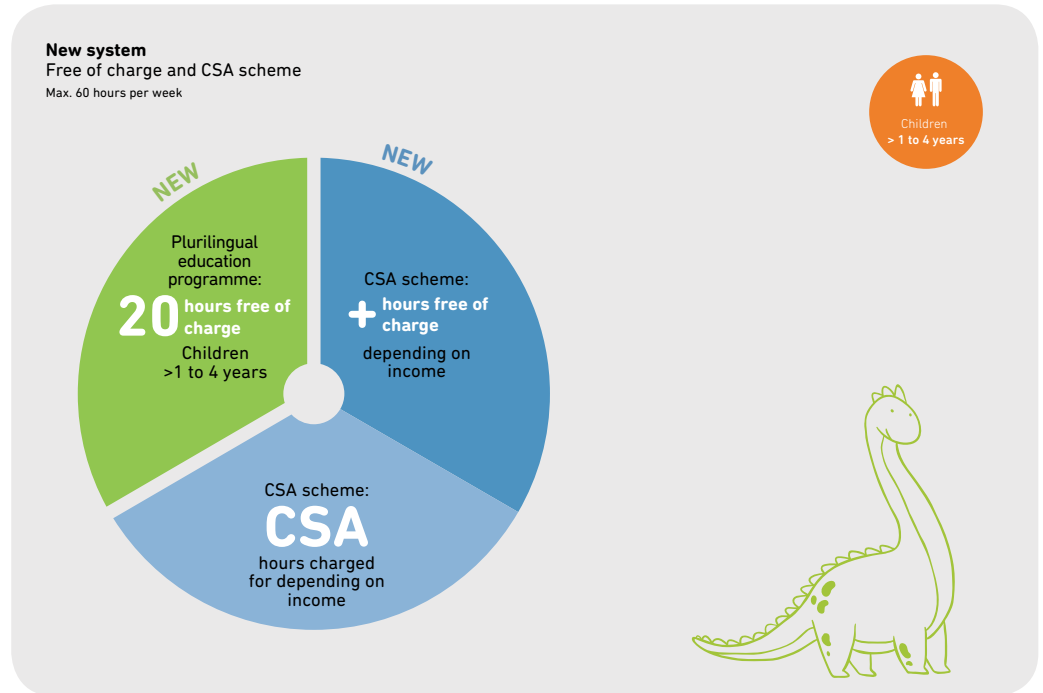 New system
Free of charge and CSA scheme
Max. 60 hours per week
Children
> 1 to 4 years
NEW
NEW
Plurilingual
education
programme:
20 hours free of
charge
Children
>1 to 4 years
CSA scheme:
+ hours free of
charge
depending on
income
CSA scheme:
CSA
hours charged
for depending on
income